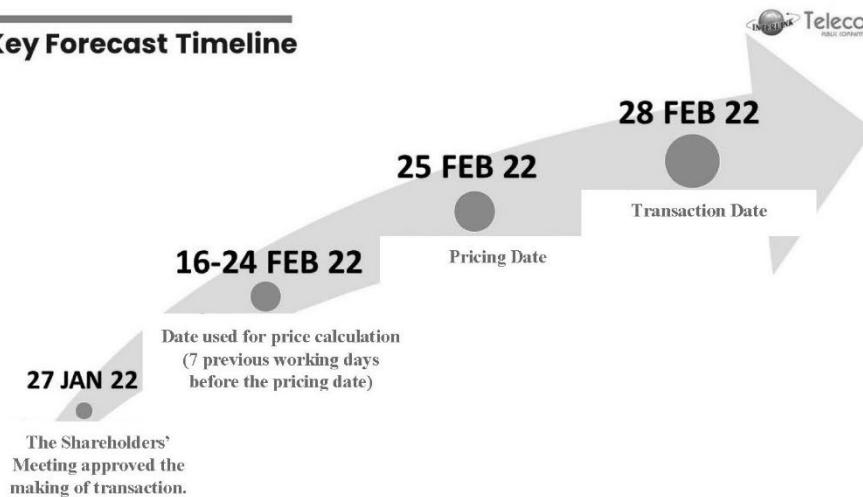 Key Forecast Timeline
INTERLINK Teleco
28 FEB 22
Transaction Date
25 FEB 22
Pricing Date
16-24 FEB 22
Date used for price calculation
(7 previous working days
before the pricing date)
27 JAN 22
The Shareholders’
Meeting approved the
making of transaction.